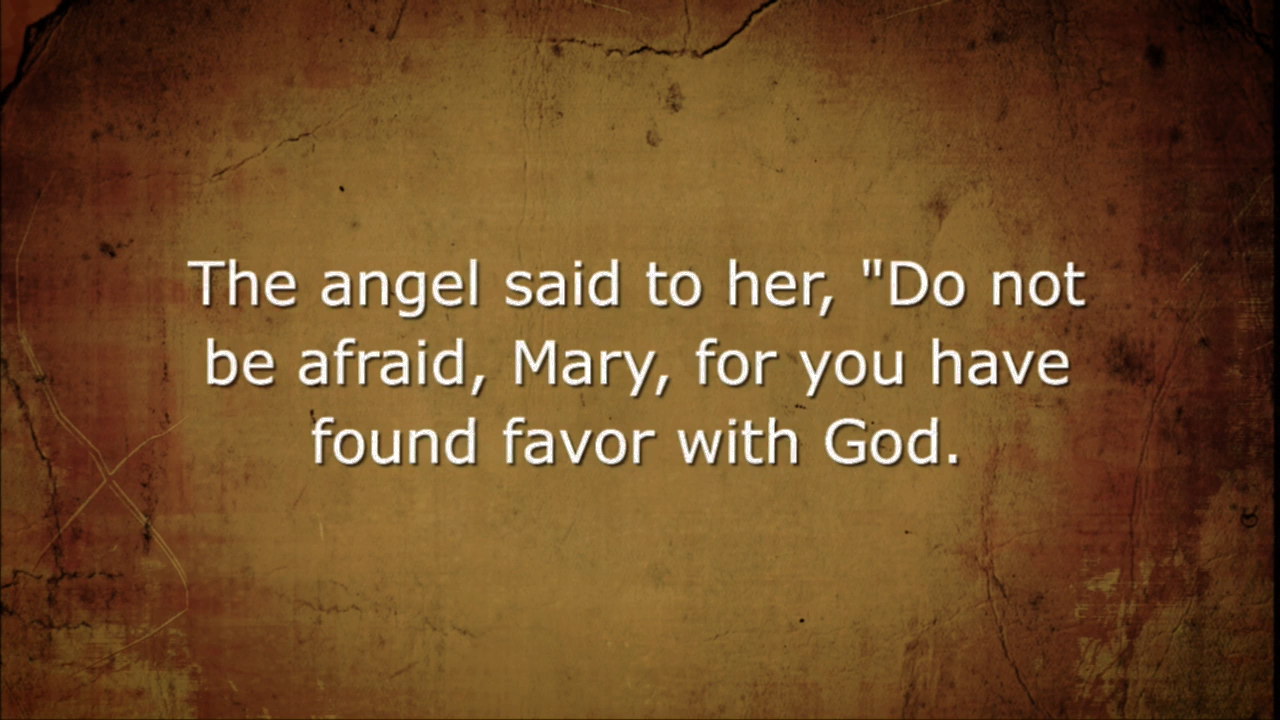 The angel said to her, "Do not
be afraid, Mary, for you have
found favor with God.